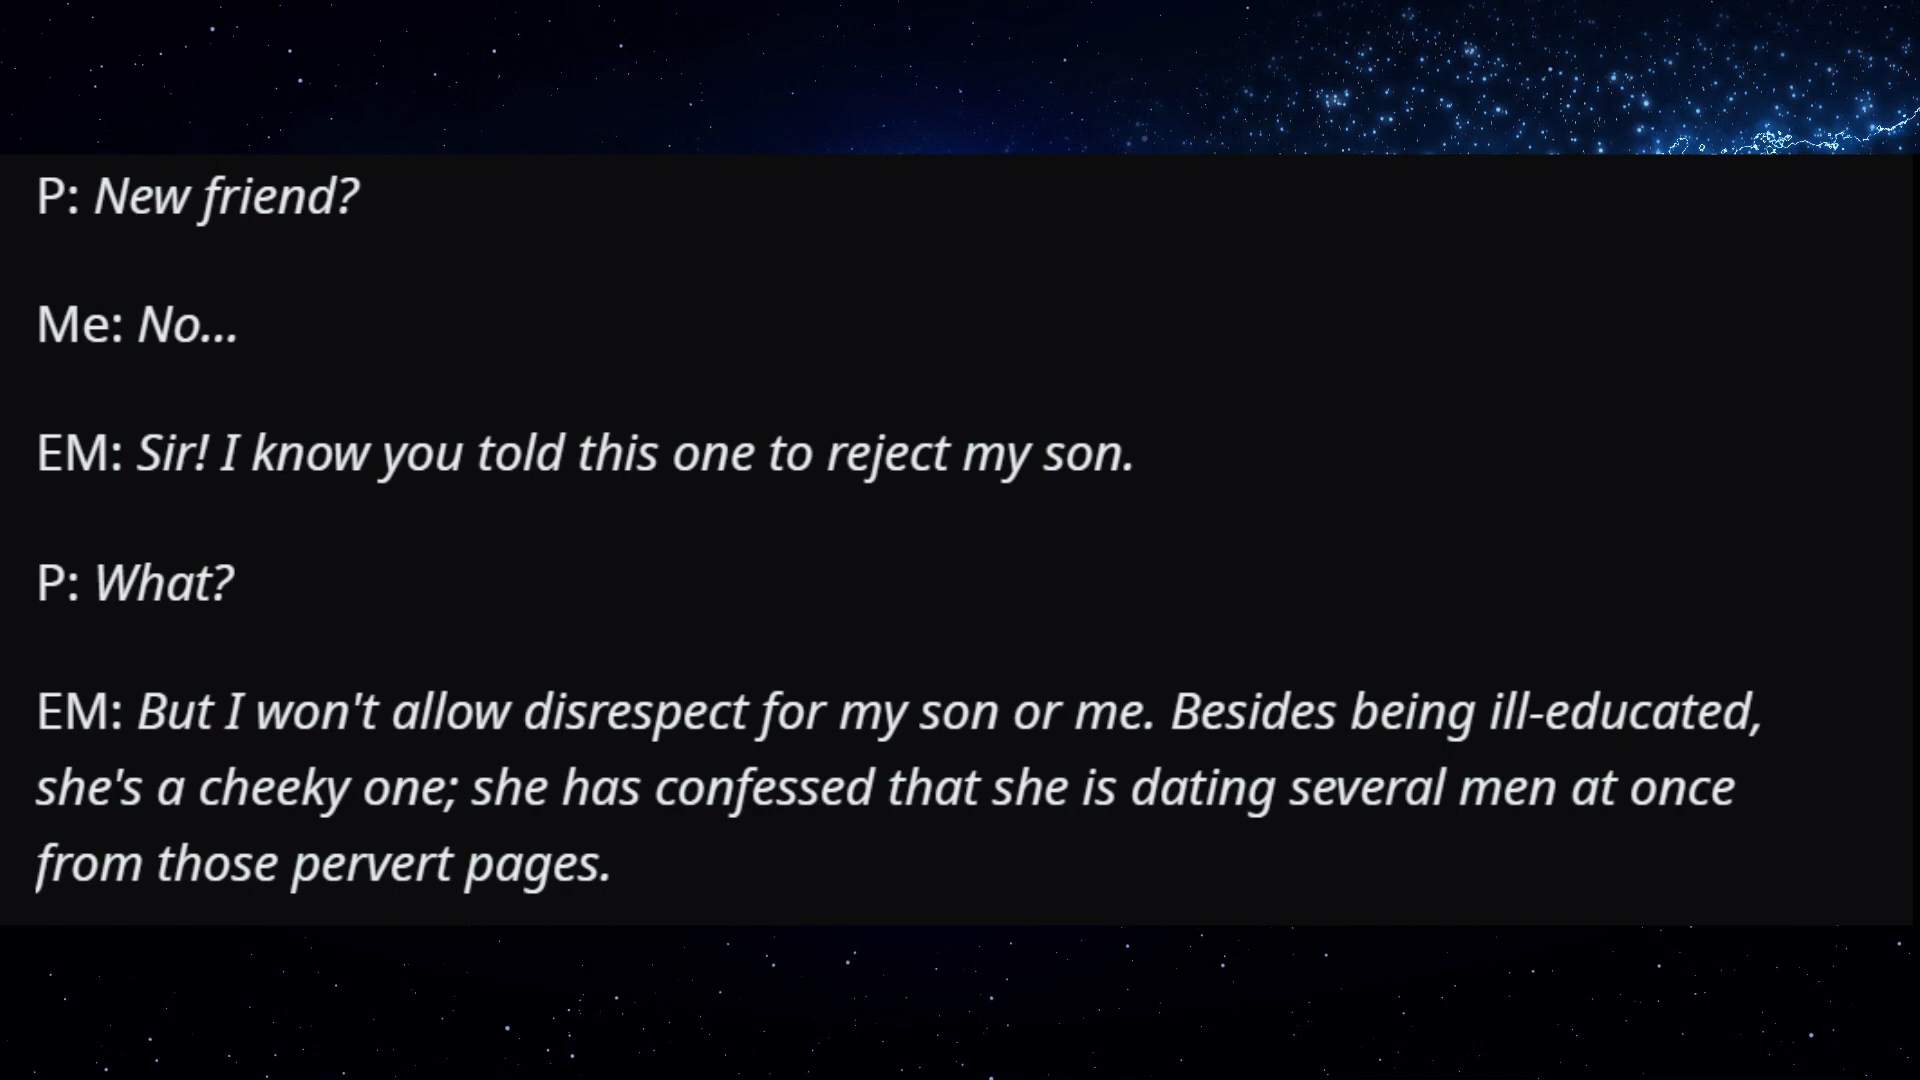 P: New friend?
Me: No...
EM: Sir! I know you told this one to reject my son.
P: What?
EM: But I won't allow disrespect for my son or me. Besides being ill-educated,
she's a cheeky one; she has confessed that she is dating several men at once
from those pervert pages.